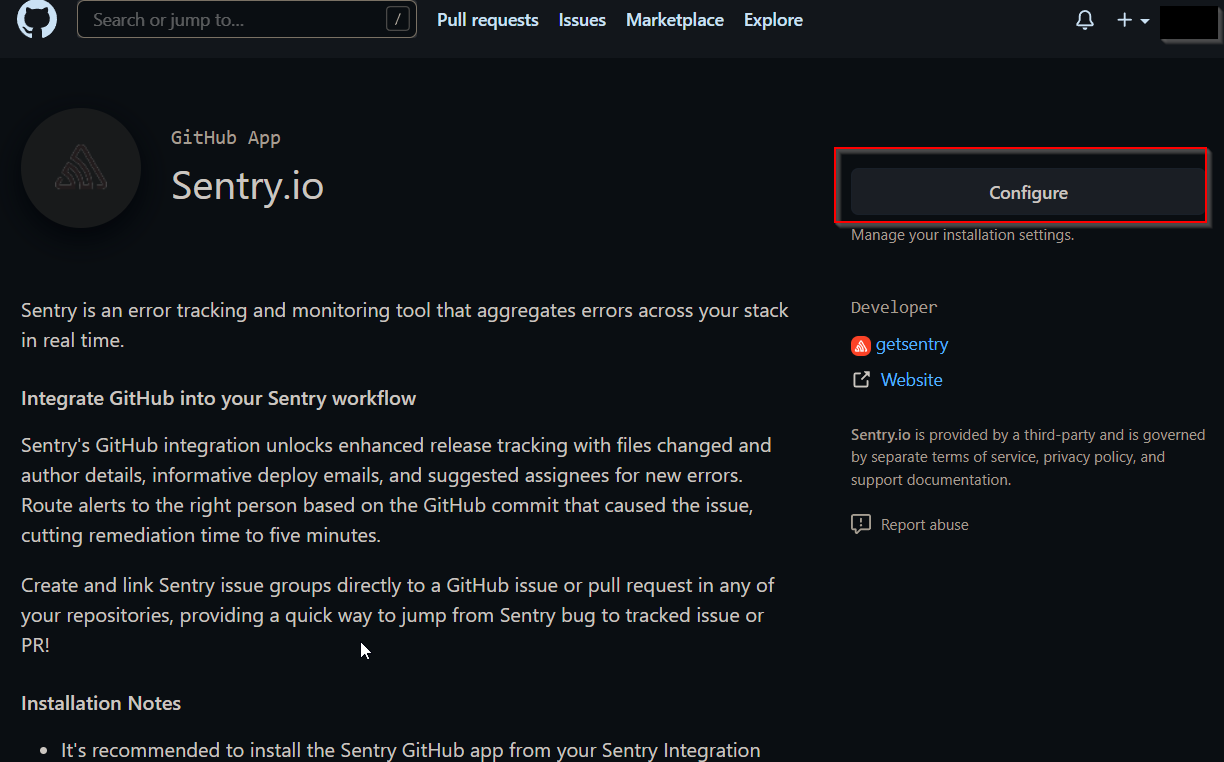 Search or jump to... /
Pull requests Issues Marketplace Explore
GitHub App
Sentry.io
Configure
Manage your installation settings.
Sentry is an error tracking and monitoring tool that aggregates errors across your stack
in real time.
Integrate GitHub into your Sentry workflow
Sentry's GitHub integration unlocks enhanced release tracking with files changed and
author details, informative deploy emails, and suggested assignees for new errors.
Route alerts to the right person based on the GitHub commit that caused the issue,
cutting remediation time to five minutes.
Create and link Sentry issue groups directly to a GitHub issue or pull request in any of
your repositories, providing a quick way to jump from Sentry bug to tracked issue or
PR!
Installation Notes
• It's recommended to install the Sentry GitHub app from your Sentry Integration
Developer
getsentry
Website
Sentry.io is provided by a third-party and is governed
by separate terms of service, privacy policy, and
support documentation.
Report abuse